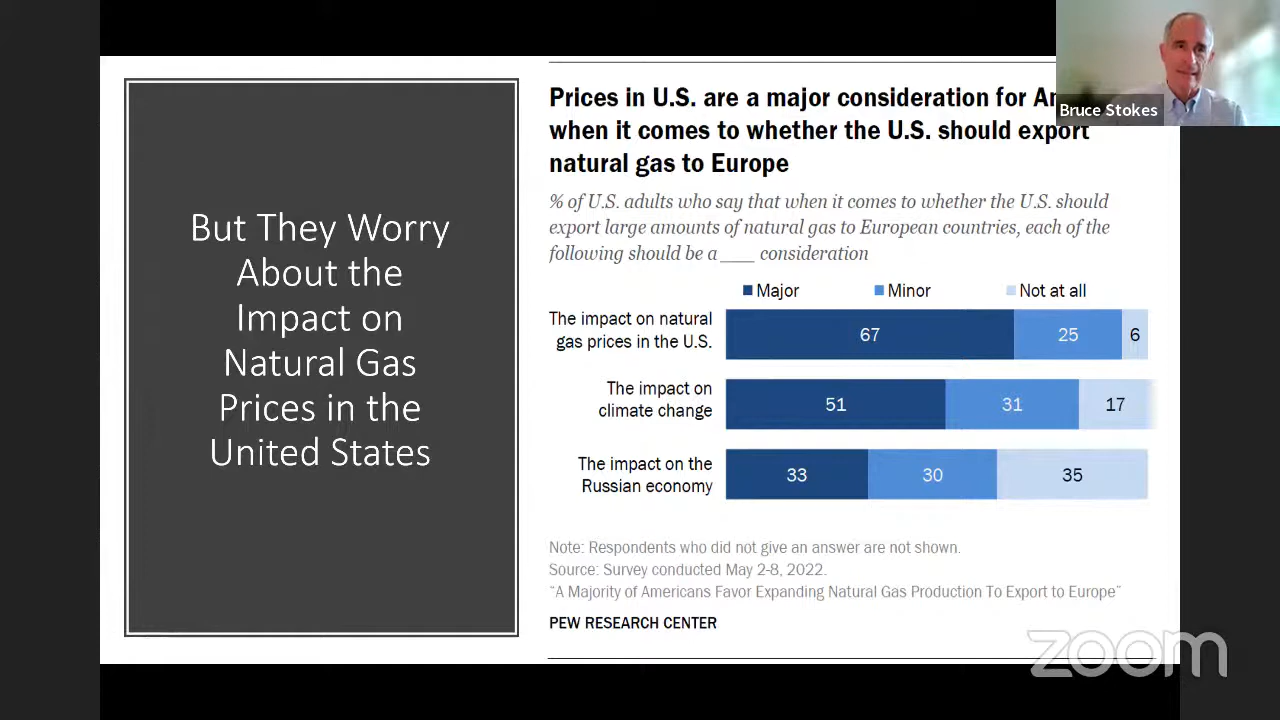 But They Worry
About the
Impact on
Natural Gas
Prices in the
United States
Prices in U.S. are a major consideration for
when it comes to whether the U.S. should export
natural gas to Europe
% of U.S. adults who say that when it comes to whether the U.S. should
export large amounts of natural gas to European countries, each of the
following should be a ___ consideration
Major Minor Not at all
The impact on natural
gas prices in the U.S.
67 25 6
The impact on
climate change
51 31 17
The impact on the
Russian economy
33 30 35
Note: Respondents who did not give an answer are not shown.
Source: Survey conducted May 2-8, 2022.
“A Majority of Americans Favor Expanding Natural Gas Production To Export to Europe”
PEW RESEARCH CENTER
Bruce Stokes
zoom